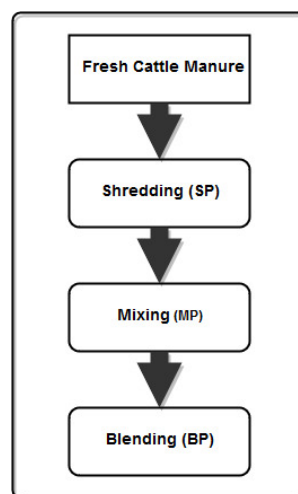 Fresh Cattle Manure
Shredding (SP)
Mixing (MP)
Blending (BP)